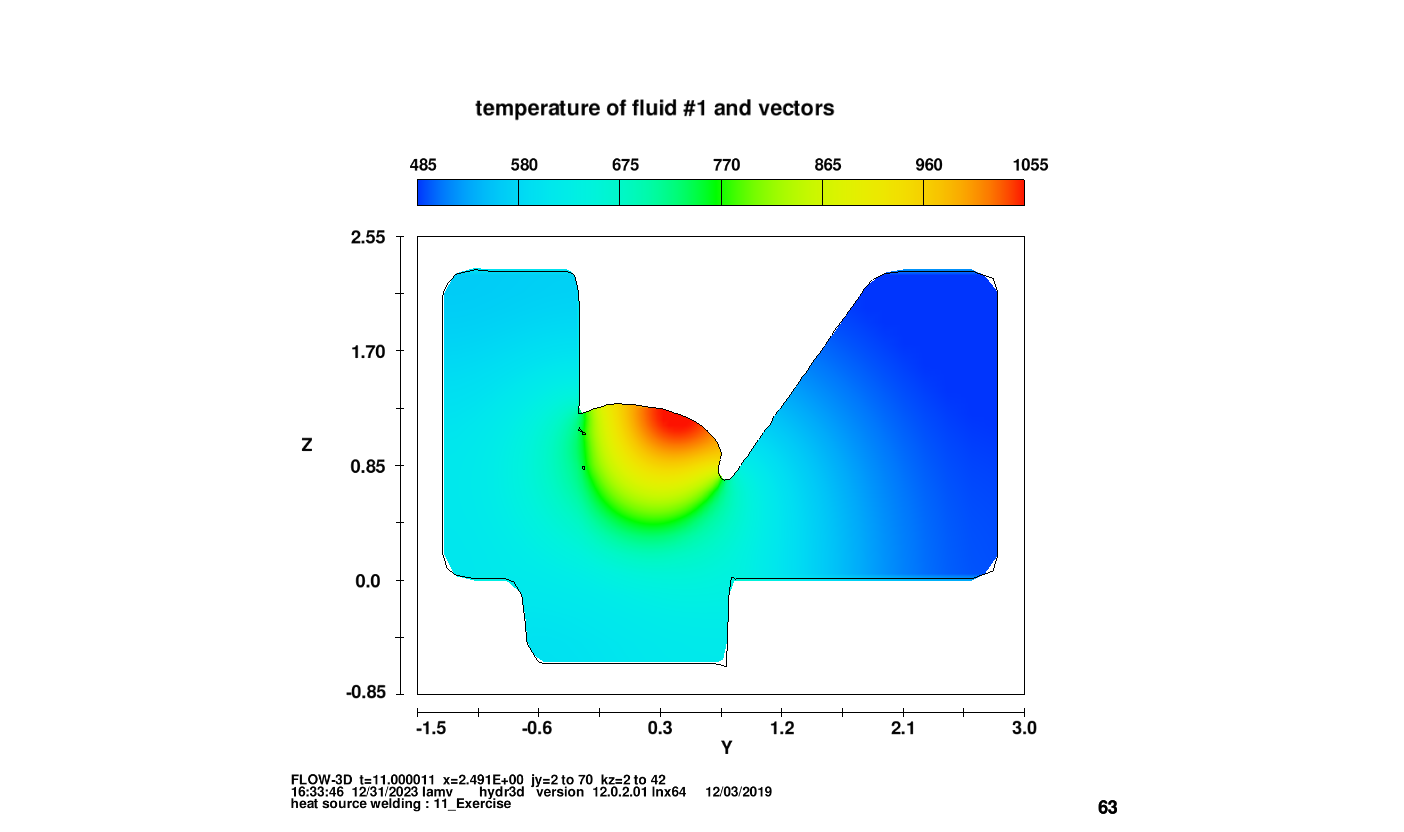 temperature of fluid #1 and vectors
485 580 675 770 865 960 1055
2.55
1.70
Z
0.85
0.0
-0.85
-1.5 -0.6 0.3 1.2 2.1 3.0
Y
FLOW-3D t=11.000011 x=2.491E+00 jy=2 to 70 kz=2 to 42
16:33:46 12/31/2023 lamv hydr3d version 12.0.2.01 lnx64 12/03/2019
heat source welding : 11_Exercise
63